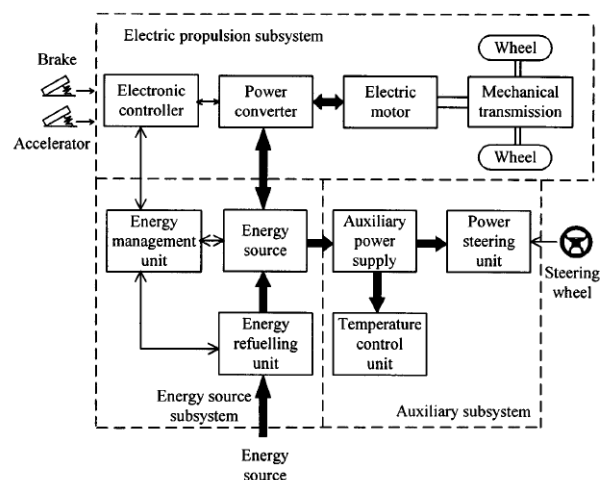 Electric propulsion subsystem
Wheel
Brake
Electronic
controller
Power
converter
Electric
motor
Mechanical
transmission
Accelerator
Wheel
Energy
management
unit
Energy
source
Auxiliary
power
supply
Power
steering
unit
Steering
wheel
Energy
refuelling
unit
Temperature
control
unit
Energy source
subsystem
Auxiliary subsystem
Energy
source